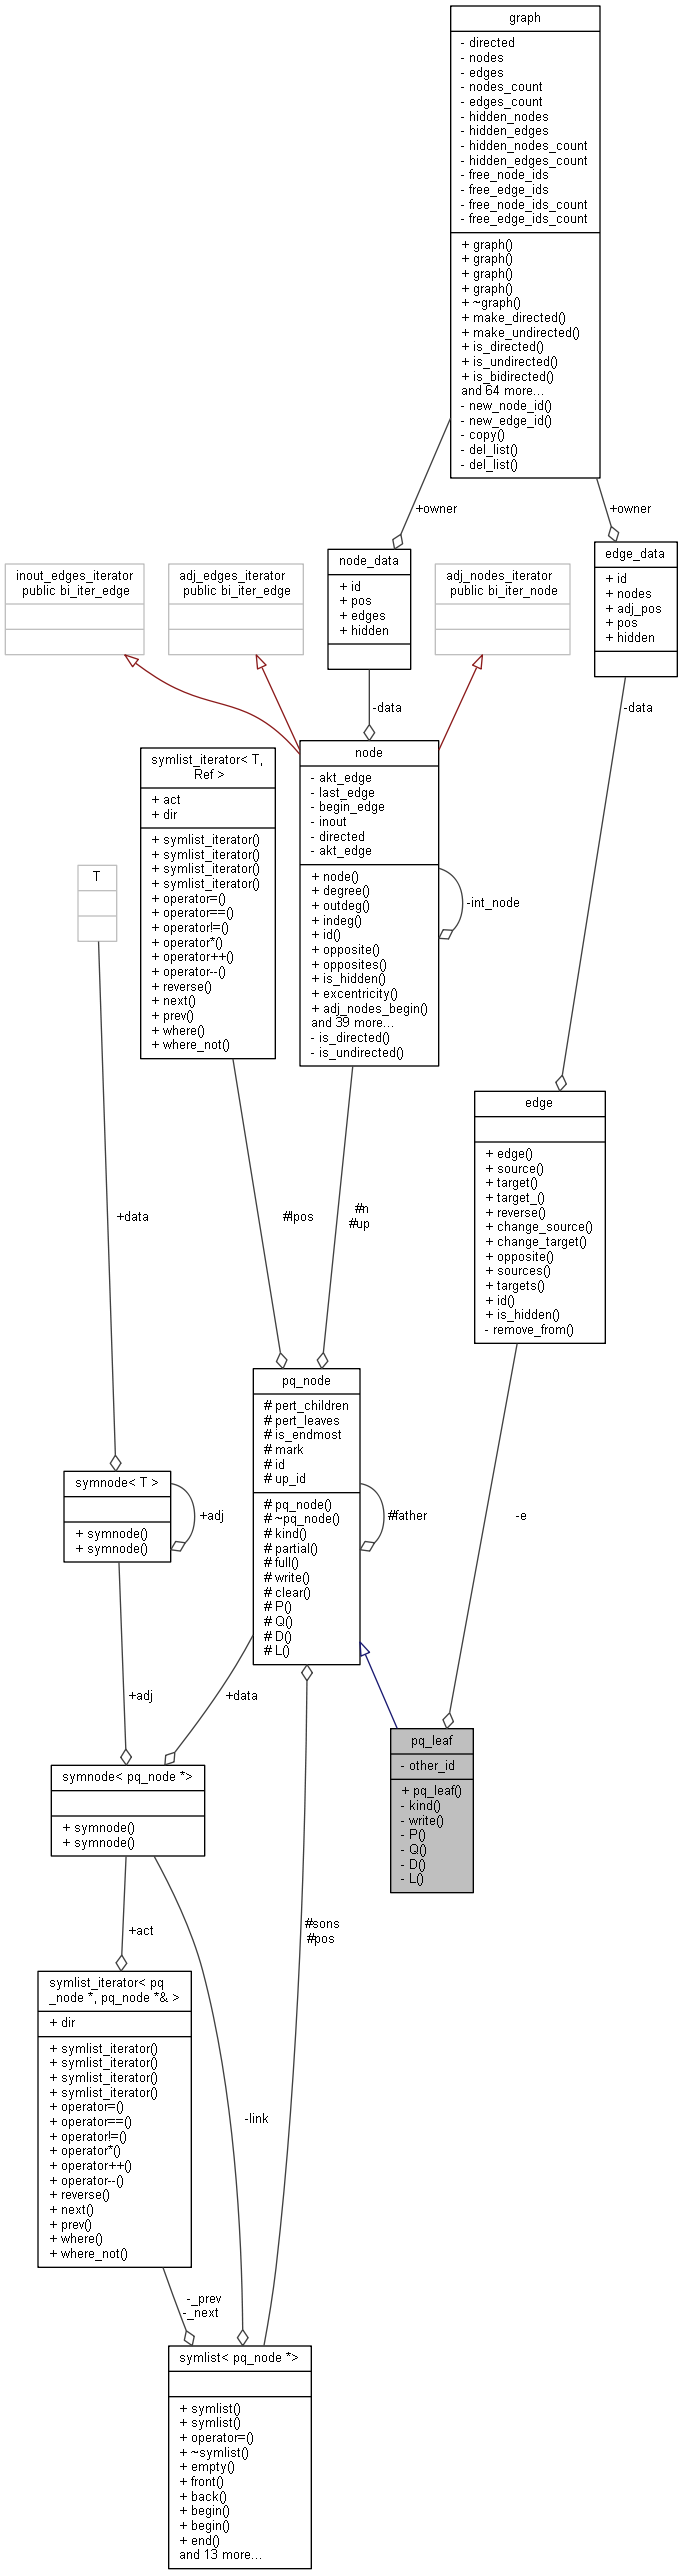 graph
- directed
- nodes
- edges
- nodes_count
- edges_count
- hidden_nodes
- hidden_edges
- hidden_nodes_count
- hidden_edges_count
- free_node_ids
- free_edge_ids
- free_node_ids_count
- free_edge_ids_count
+ graph()
+ graph()
+ graph()
+ graph()
+ ~graph()
+ make_directed()
+ make_undirected()
+ is_directed()
+ is_undirected()
+ is_bidirected()
and 64 more...
- new_node_id()
- new_edge_id()
- copy()
- del_list()
- del_list()
+owner
+owner
node_data
+ id
+ pos
+ edges
+ hidden
edge_data
+ id
+ nodes
+ adj_pos
+ pos
+ hidden
inout_edges_iterator
public bi_iter_edge
adj_edges_iterator
public bi_iter_edge
adj_nodes_iterator
public bi_iter_node
-data
-data
node
- akt_edge
- last_edge
- begin_edge
- inout
- directed
- akt_edge
+ node()
+ degree()
+ outdeg()
+ indeg()
+ id()
+ opposite()
+ opposites()
+ is_hidden()
+ excentricity()
+ adj_nodes_begin()
and 39 more...
- is_directed()
- is_undirected()
-int_node
symlist_iterator< T,
Ref >
+ act
+ dir
+ symlist_iterator()
+ symlist_iterator()
+ symlist_iterator()
+ symlist_iterator()
+ operator=()
+ operator==()
+ operator!=()
+ operator*()
+ operator++()
+ operator--()
+ reverse()
+ next()
+ prev()
+ where()
+ where_not()
T
edge
+ edge()
+ source()
+ target()
+ target_()
+ reverse()
+ change_source()
+ change_target()
+ opposite()
+ sources()
+ targets()
+ id()
+ is_hidden()
- remove_from()
+data
#lpos
#n
#up
pq_node
# pert_children
# pert_leaves
# is_endmost
# mark
# id
# up_id
# pq_node()
# ~pq_node()
# kind()
# partial()
# full()
# write()
# clear()
# P()
# Q()
# D()
# L()
#father
-e
symnode< T >
+ symnode()
+ symnode()
+adj
+adj
+data
pq_leaf
- other_id
+ pq_leaf()
- kind()
- write()
- P()
- Q()
- D()
- L()
symnode< pq_node *>
+ symnode()
+ symnode()
+act
#sons
#pos
symlist_iterator< pq
_node *, pq_node *& >
+ dir
+ symlist_iterator()
+ symlist_iterator()
+ symlist_iterator()
+ symlist_iterator()
+ operator=()
+ operator==()
+ operator!=()
+ operator*()
+ operator++()
+ operator--()
+ reverse()
+ next()
+ prev()
+ where()
+ where_not()
-link
-_prev
-_next
symlist< pq_node *>
+ symlist()
+ symlist()
+ operator=()
+ ~symlist()
+ empty()
+ front()
+ back()
+ begin()
+ begin()
+ end()
and 13 more...